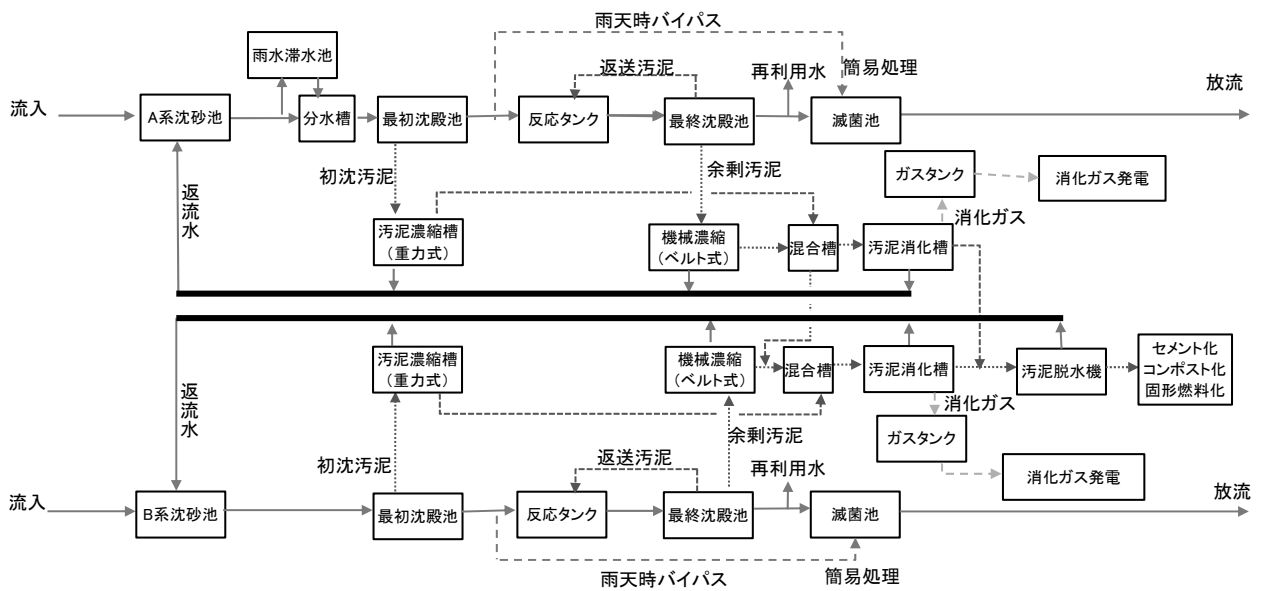 雨天時バイパス
雨水滞水池
返送汚泥
再利用水
簡易処理
放流
流入
A系沈砂池
分水槽
最初沈殿池
反応タンク
最終沈殿池
滅菌池
初沈汚泥
余剰汚泥
ガスタンク
消化ガス発電
返流水
汚泥濃縮槽
(重力式)
機械濃縮
(ベルト式)
混合槽
汚泥消化槽
消化ガス
返流水
汚泥濃縮槽
(重力式)
機械濃縮
(ベルト式)
混合槽
汚泥消化槽
汚泥脱水機
セメント化
コンポスト化
固形燃料化
消化ガス
ガスタンク
初沈汚泥
余剰汚泥
返送汚泥
再利用水
消化ガス発電
流入
B系沈砂池
最初沈殿池
反応タンク
最終沈殿池
滅菌池
放流
雨天時バイパス
簡易処理